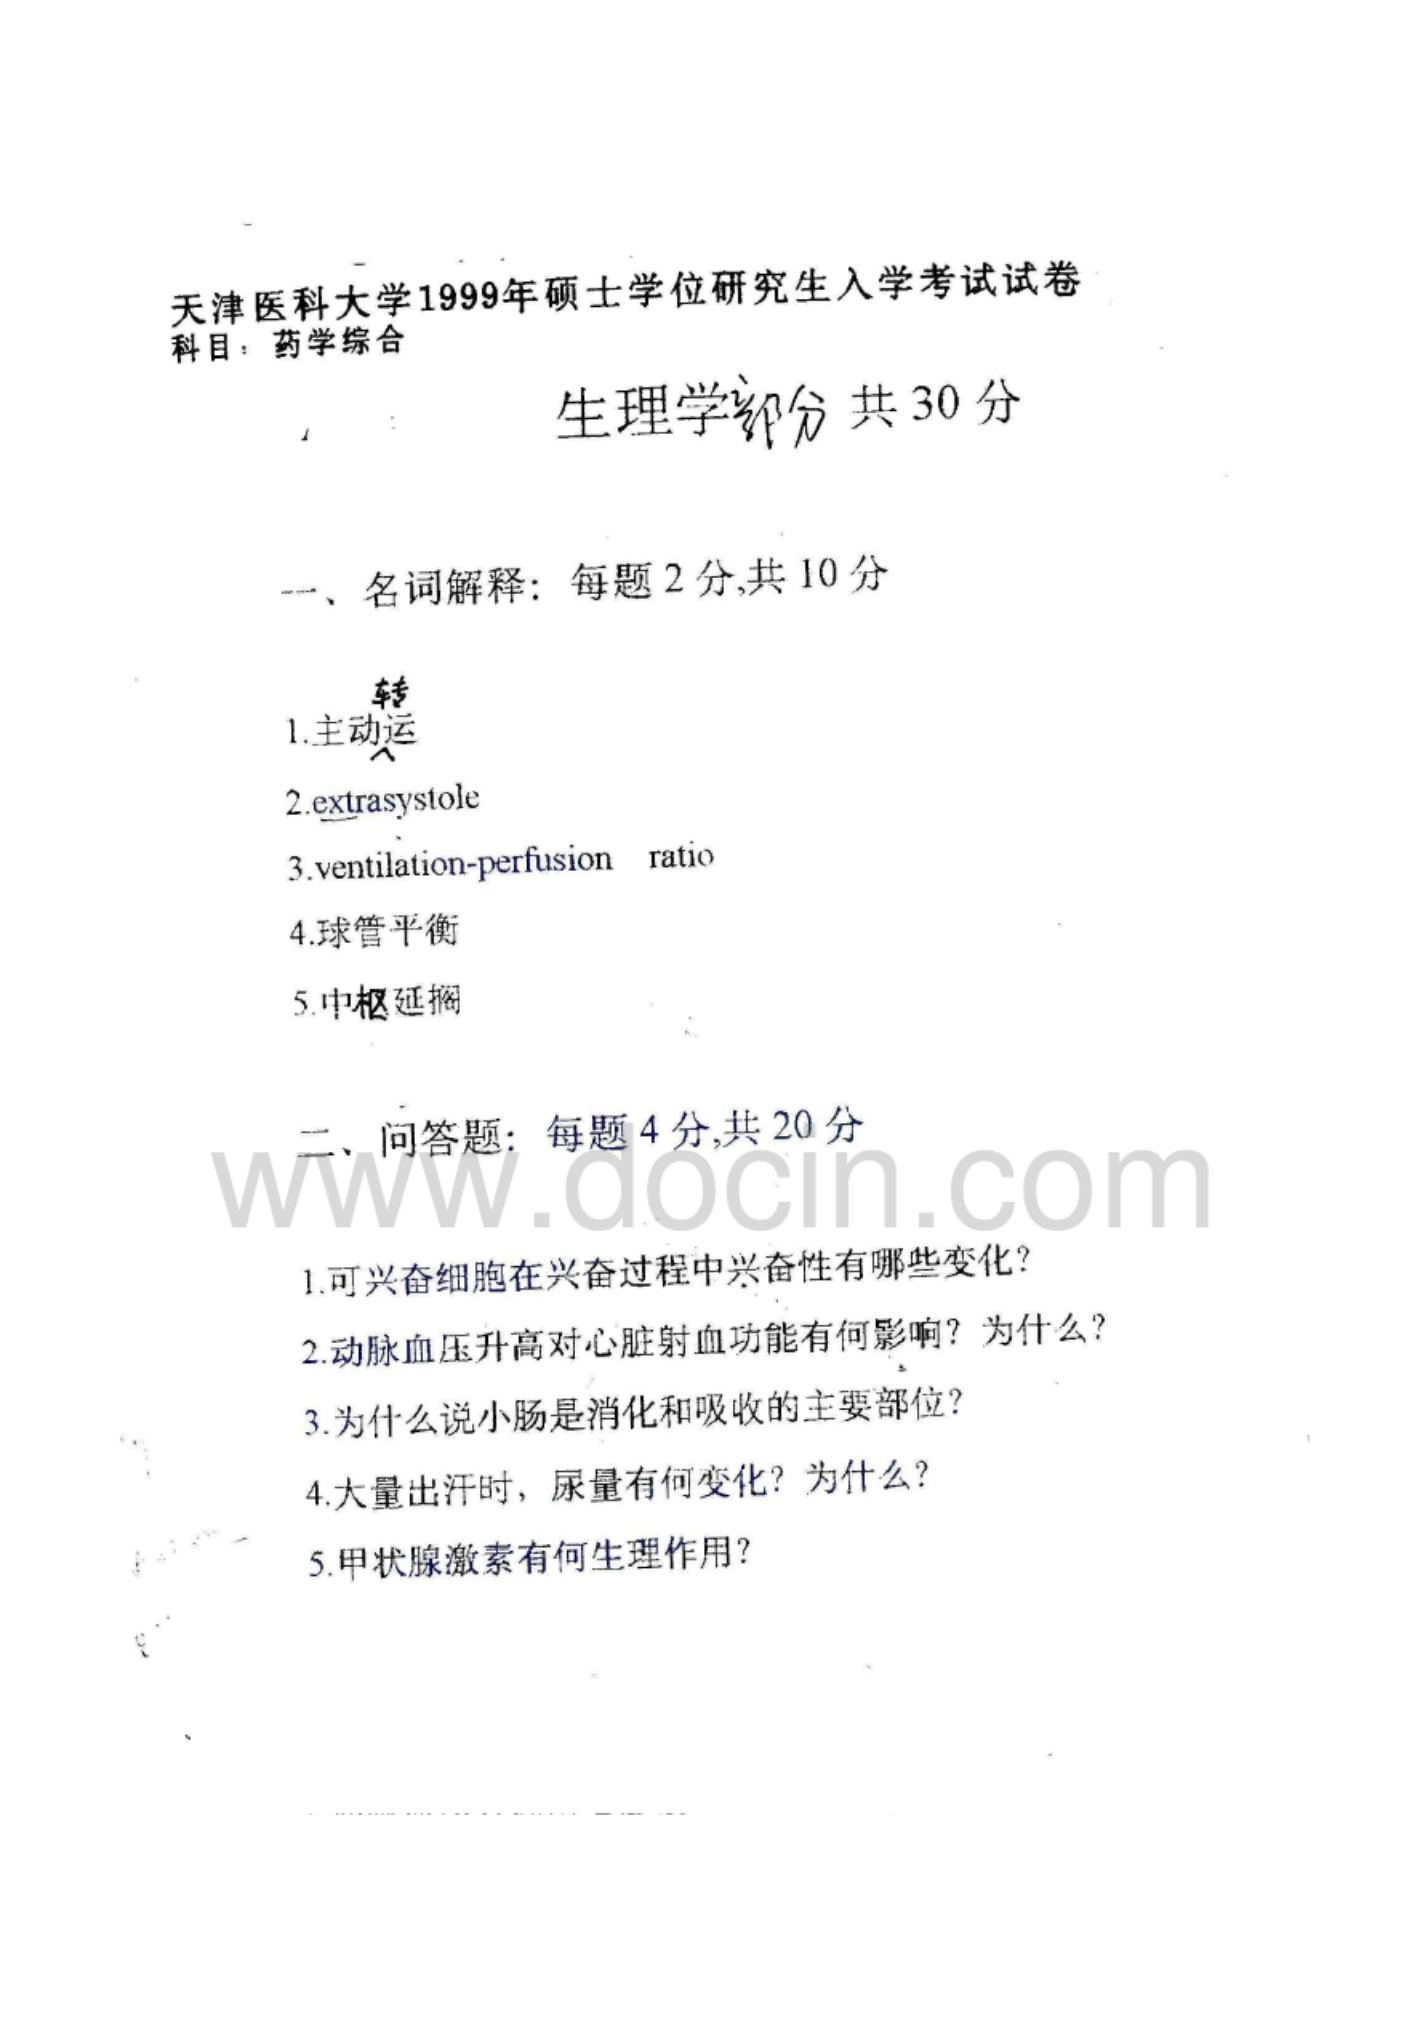 天津医科大学1999年硕士学位研究生入学考试试卷
科目：药学综合
生理学部分 共 30 分
一、名词解释：每题 2 分,共 10 分
1.主动转运
2.extrasystole
3.ventilation-perfusion ratio
4.球管平衡
5.中枢延搁
二、问答题：每题 4 分,共 20 分
www.docin.com
1.可兴奋细胞在兴奋过程中兴奋性有哪些变化？
2.动脉血压升高对心脏射血功能有何影响？为什么？
3.为什么说小肠是消化和吸收的主要部位？
4.大量出汗时，尿量有何变化？为什么？
5.甲状腺激素有何生理作用？